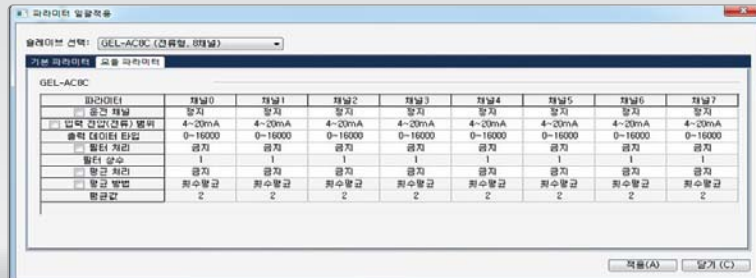 파라미터 일괄적용
슬레이브 선택: GEL-AC8C (전류형, 8채널)
기본 파라미터 모듈 파라미터
GEL-AC8C
파라미터 채널0 채널1 채널2 채널3 채널4 채널5 채널6 채널7
운전 채널 정지 정지 정지 정지 정지 정지 정지 정지
입력 전압(전류) 범위 4~20mA 4~20mA 4~20mA 4~20mA 4~20mA 4~20mA 4~20mA 4~20mA
출력 데이터 타입 0~16000 0~16000 0~16000 0~16000 0~16000 0~16000 0~16000 0~16000
필터 처리 금지 금지 금지 금지 금지 금지 금지 금지
필터 상수 1 1 1 1 1 1 1 1
평균 처리 금지 금지 금지 금지 금지 금지 금지 금지
평균 방법 횟수평균 횟수평균 횟수평균 횟수평균 횟수평균 횟수평균 횟수평균 횟수평균
평균값 2 2 2 2 2 2 2 2
적용(A) 닫기 (C)